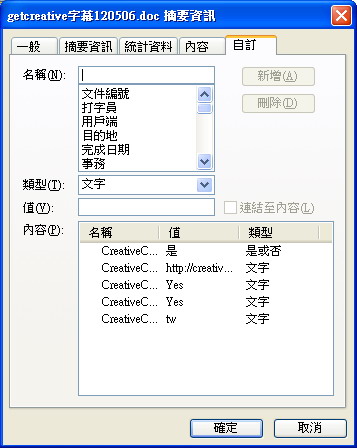 getcreative字幕120506.doc 摘要資訊
一般 摘要資訊 統計資料 內容 自訂
名稱(N):
新增(A)
刪除(D)
文件編號
打字員
用戶端
目的地
完成日期
事務
類型(T): 文字
值(V): 連結至內容(L)
內容(P):
名稱 值 類型
CreativeC... 是 是或否
CreativeC... http://creativ... 文字
CreativeC... Yes 文字
CreativeC... Yes 文字
CreativeC... tw 文字
確定 取消